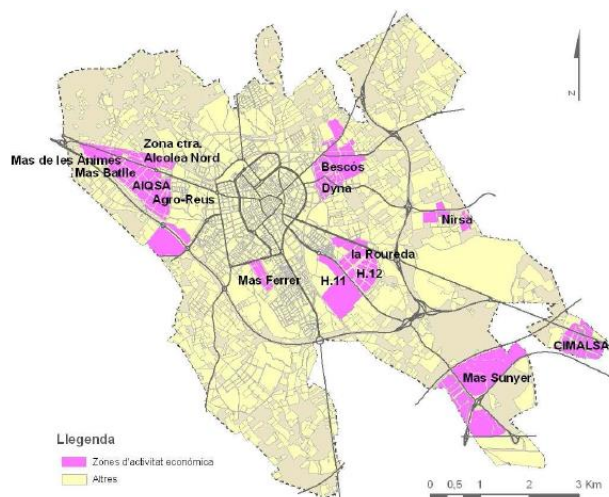 N
Zona ctra.
Alcolea Nord
Mas de les Ànimes
Mas Batlle
AIQSA
Agro-Reus
Bescós
Dyna
Nirsa
la Roureda
H.11
H.12
Mas Ferrer
CIMALSA
Mas Sunyer
Llegenda
Zones d'activitat económica
Altres
0 0,5 1 2 3 Km